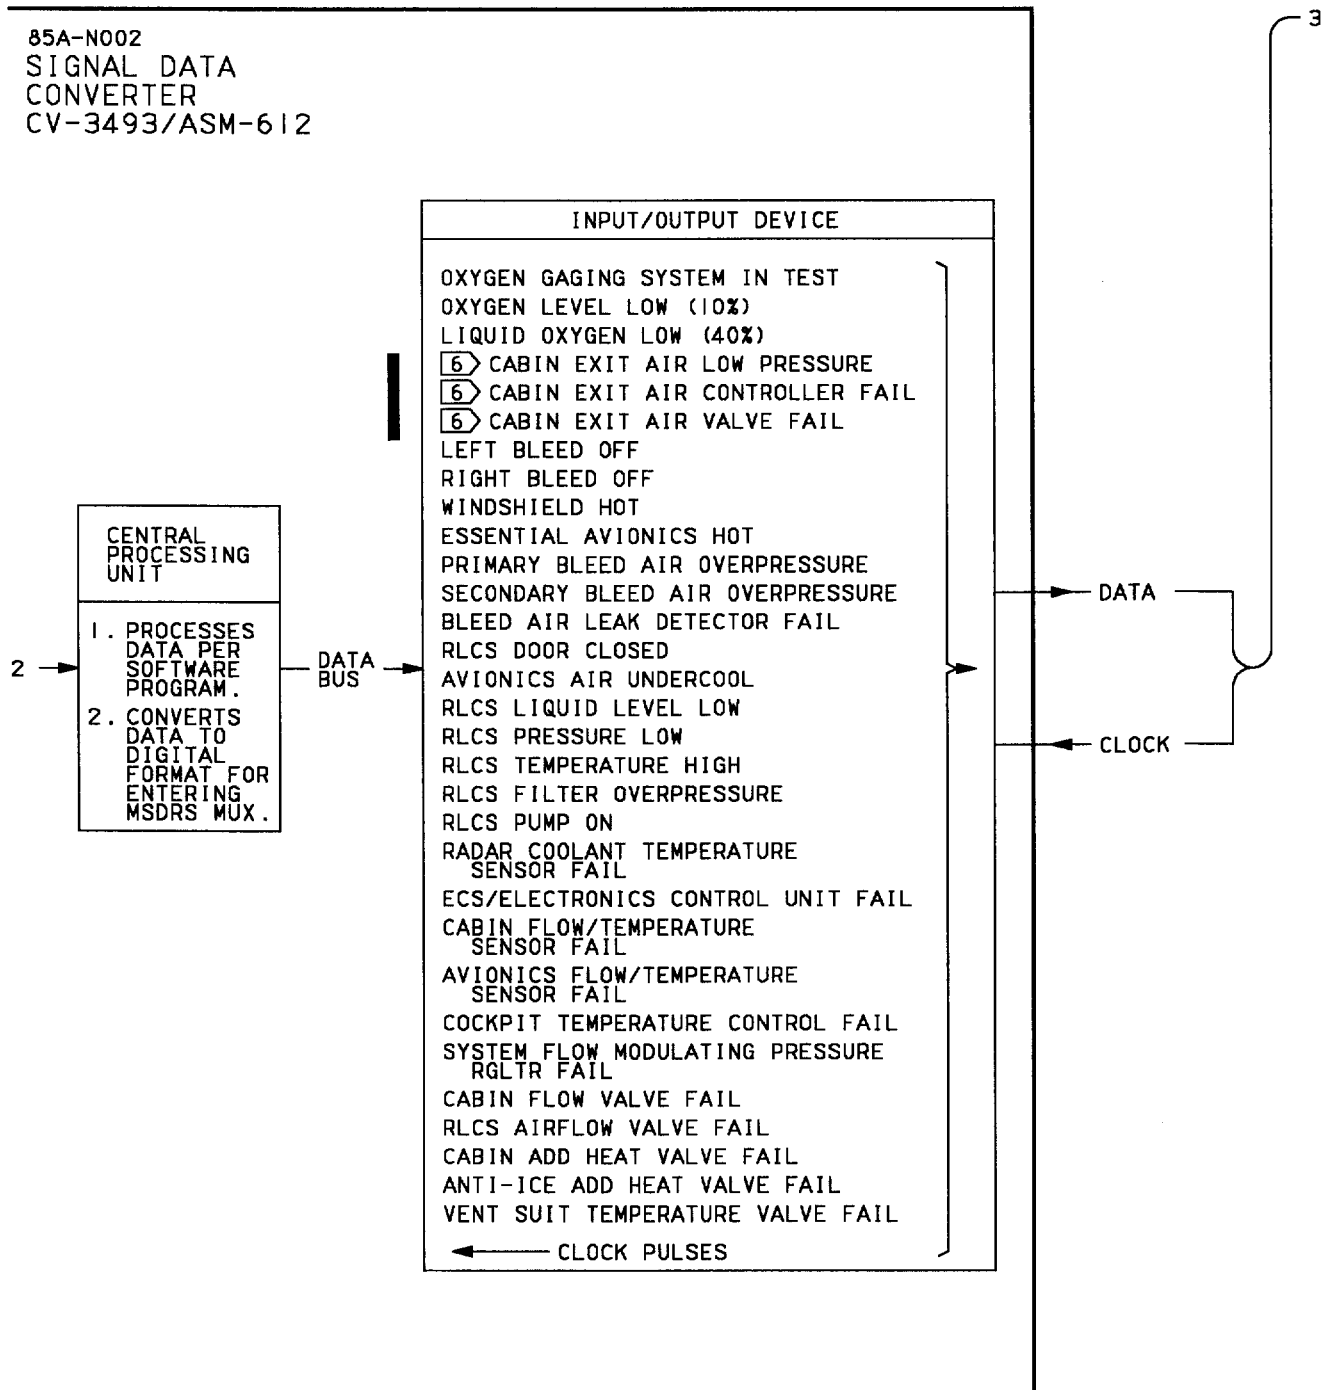 3
85A-N002
SIGNAL DATA
CONVERTER
CV-3493/ASM-612
INPUT/OUTPUT DEVICE
OXYGEN GAGING SYSTEM IN TEST
OXYGEN LEVEL LOW (10%)
LIQUID OXYGEN LOW (40%)
6 CABIN EXIT AIR LOW PRESSURE
6 CABIN EXIT AIR CONTROLLER FAIL
6 CABIN EXIT AIR VALVE FAIL
LEFT BLEED OFF
RIGHT BLEED OFF
WINDSHIELD HOT
ESSENTIAL AVIONICS HOT
PRIMARY BLEED AIR OVERPRESSURE
SECONDARY BLEED AIR OVERPRESSURE
BLEED AIR LEAK DETECTOR FAIL
RLCS DOOR CLOSED
AVIONICS AIR UNDERCOOL
RLCS LIQUID LEVEL LOW
RLCS PRESSURE LOW
RLCS TEMPERATURE HIGH
RLCS FILTER OVERPRESSURE
RLCS PUMP ON
RADAR COOLANT TEMPERATURE
SENSOR FAIL
ECS/ELECTRONICS CONTROL UNIT FAIL
CABIN FLOW/TEMPERATURE
SENSOR FAIL
AVIONICS FLOW/TEMPERATURE
SENSOR FAIL
COCKPIT TEMPERATURE CONTROL FAIL
SYSTEM FLOW MODULATING PRESSURE
RGLTR FAIL
CABIN FLOW VALVE FAIL
RLCS AIRFLOW VALVE FAIL
CABIN ADD HEAT VALVE FAIL
ANTI-ICE ADD HEAT VALVE FAIL
VENT SUIT TEMPERATURE VALVE FAIL
CLOCK PULSES
CENTRAL
PROCESSING
UNIT
1. PROCESSES
DATA PER
SOFTWARE
PROGRAM.
2. CONVERTS
DATA TO
DIGITAL
FORMAT FOR
ENTERING
MSDRS MUX.
2
DATA
BUS
DATA
CLOCK